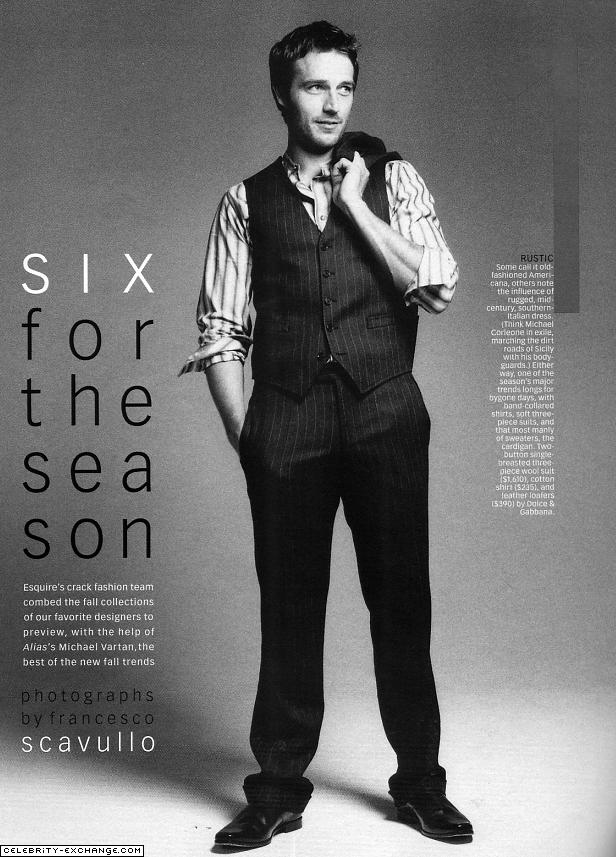 SIX
for
the
sea
son
Esquire's crack fashion team
combed the fall collections
of our favorite designers to
preview, with the help of
Alias's Michael Vartan,the
best of the new fall trends
photographs
by francesco
scavullo
RUSTIC
Some call it old-
fashioned Ameri-
cana, others note
the influence of
rugged, mid-
century, southern-
Italian dress.
(Think Michael
Corleone in exile,
marching the dirt
roads of Sicily
with his body-
guards.) Either
way, one of the
season's major
trends longs for
bygone days, with
band-collared
shirts, soft three-
piece suits, and
that most manly
of sweaters, the
cardigan. Two-
button single-
breasted three-
piece wool suit
($1,610), cotton
shirt ($235), and
leather loafers
($390) by Dolce &
Gabbana.
CELEBRITY-EXCHANGE.COM